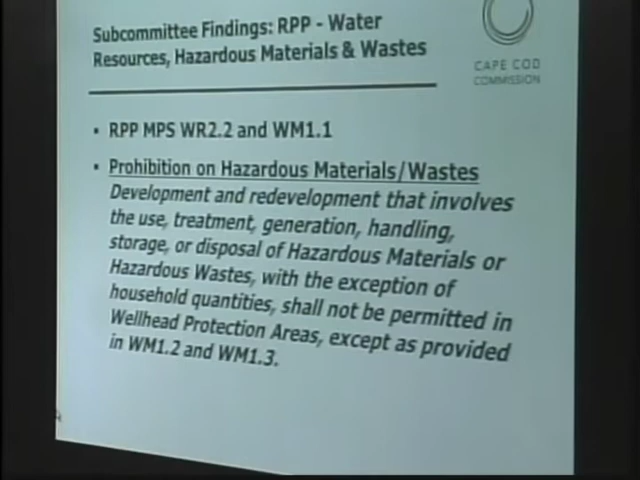 Subcommittee Findings: RPP - Water
Resources, Hazardous Materials & Wastes
CAPE COD
COMMISSION
• RPP MPS WR2.2 and WM1.1
• Prohibition on Hazardous Materials/Wastes
Development and redevelopment that involves
the use, treatment, generation, handling,
storage, or disposal of Hazardous Materials or
Hazardous Wastes, with the exception of
household quantities, shall not be permitted in
Wellhead Protection Areas, except as provided
in WM1.2 and WM1.3.